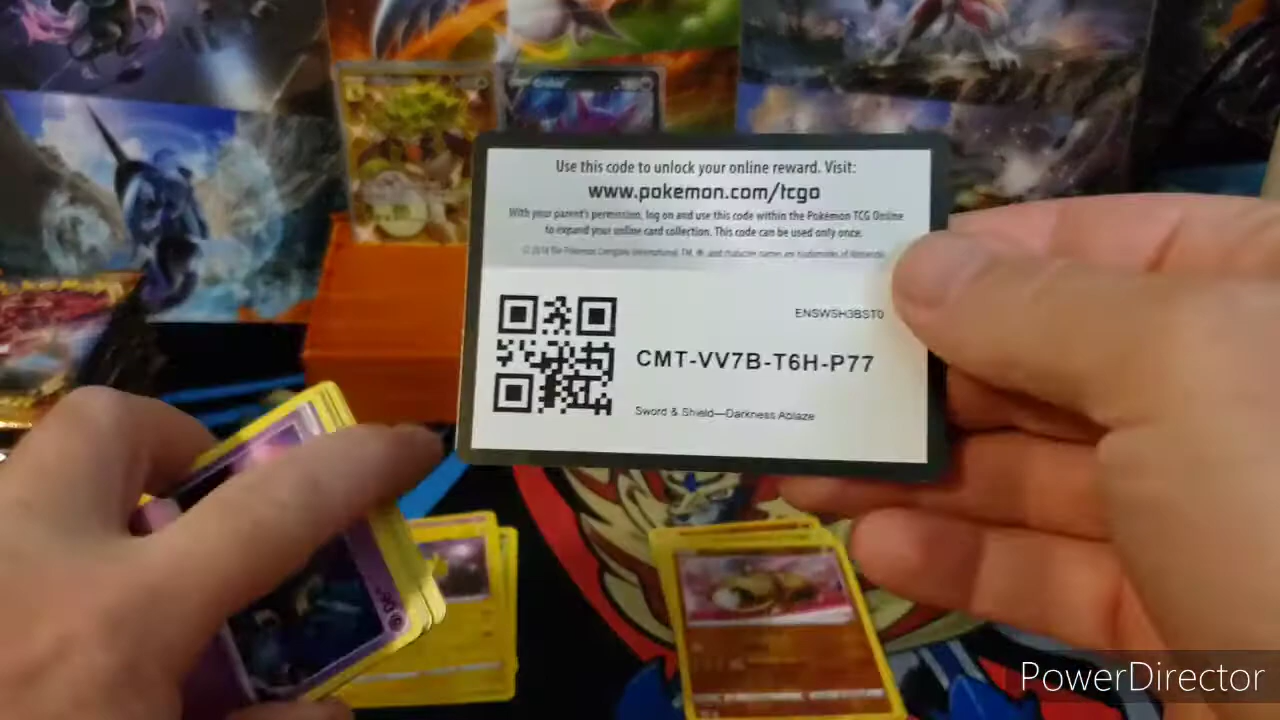 Use this code to unlock your online reward. Visit:
www.pokemon.com/tcgo
With your parent's permission, log on and use this code within the Pokémon TCG Online
to expand your online card collection. This code can be used only once.
ENSWSH3BST0
CMT-VV7B-T6H-P77
Sword & Shield—Darkness Ablaze
PowerDirector